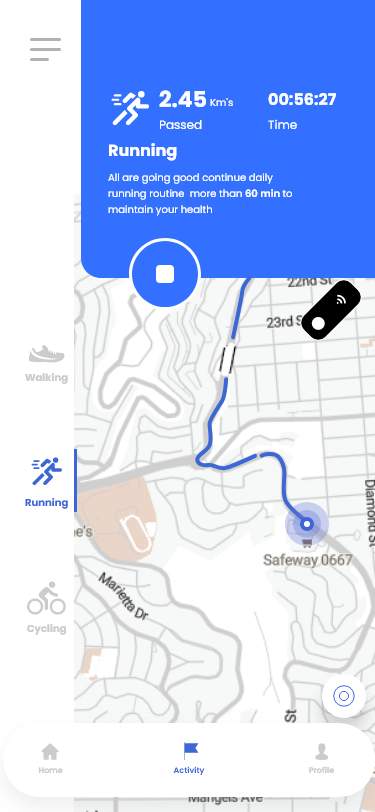 2.45 Km's
Passed
00:56:27
Time
Running
All are going good continue daily
running routine more than 60 min to
maintain your health
22nd St
23rd S
Walking
Running
Cycling
ne's
Safeway 0667
Diamond S
Marietta Dr
St
Home
Activity
Profile
Mangels Ave